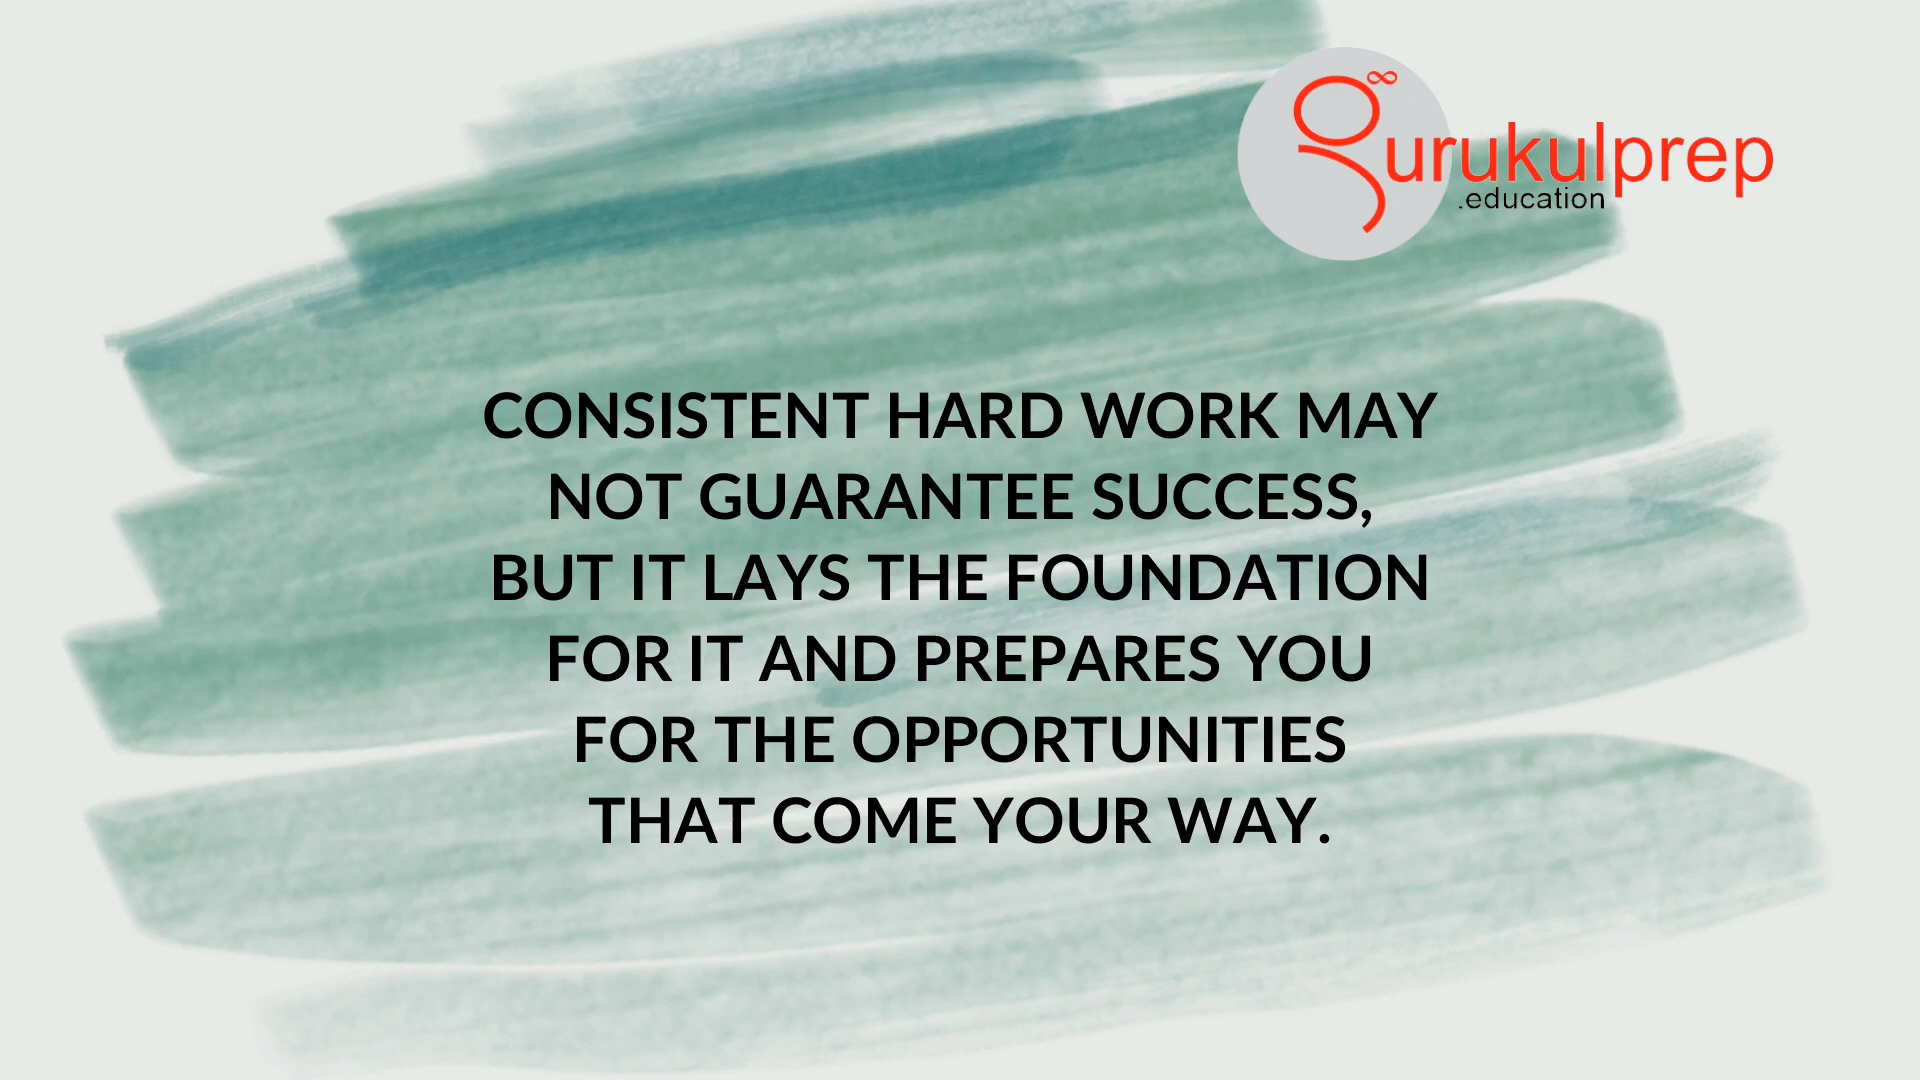 gurukulprep
.education
CONSISTENT HARD WORK MAY
NOT GUARANTEE SUCCESS,
BUT IT LAYS THE FOUNDATION
FOR IT AND PREPARES YOU
FOR THE OPPORTUNITIES
THAT COME YOUR WAY.